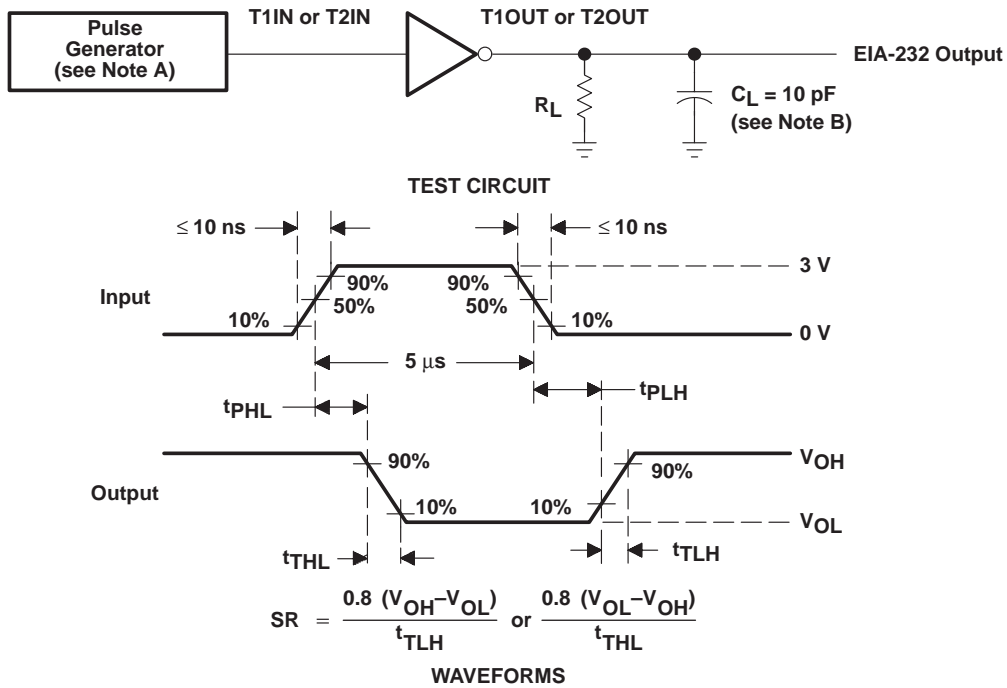 Pulse
Generator
(see Note A)
T1IN or T2IN
T1OUT or T2OUT
EIA-232 Output
RL
CL = 10 pF
(see Note B)
TEST CIRCUIT
≤ 10 ns
≤ 10 ns
Input
10%
90%
50%
90%
50%
10%
3 V
0 V
5 µs
tPHL
tPLH
Output
90%
10%
10%
90%
VOH
VOL
tTHL
tTLH
SR = 0.8 (VOH–VOL) / tTLH or 0.8 (VOL–VOH) / tTHL
WAVEFORMS